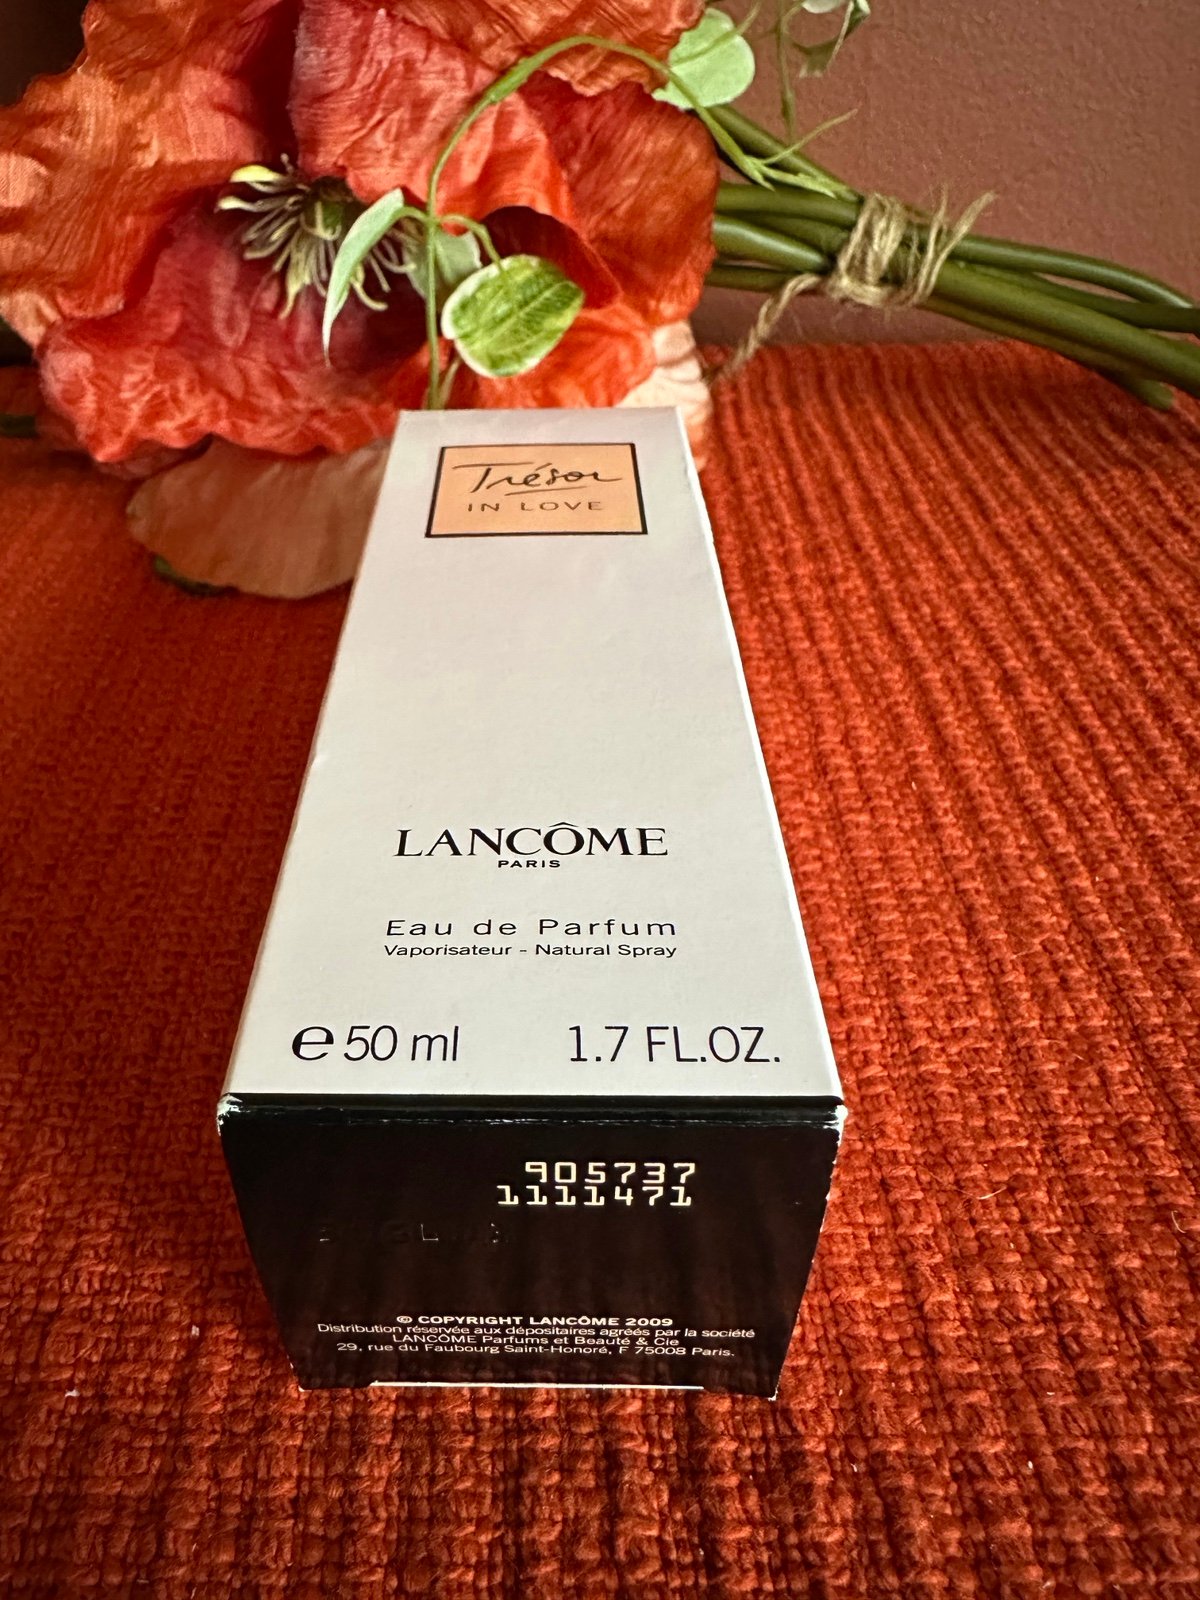 Trésor
IN LOVE
LANCÔME
PARIS
Eau de Parfum
Vaporisateur - Natural Spray
℮ 50 ml 1.7 FL.OZ.
905737
1111471
© COPYRIGHT LANCÔME 2009
Distribution réservée aux dépositaires agréés par la société
LANCÔME Parfums et Beauté & Cie
29, rue du Faubourg Saint-Honoré, F 75008 Paris.